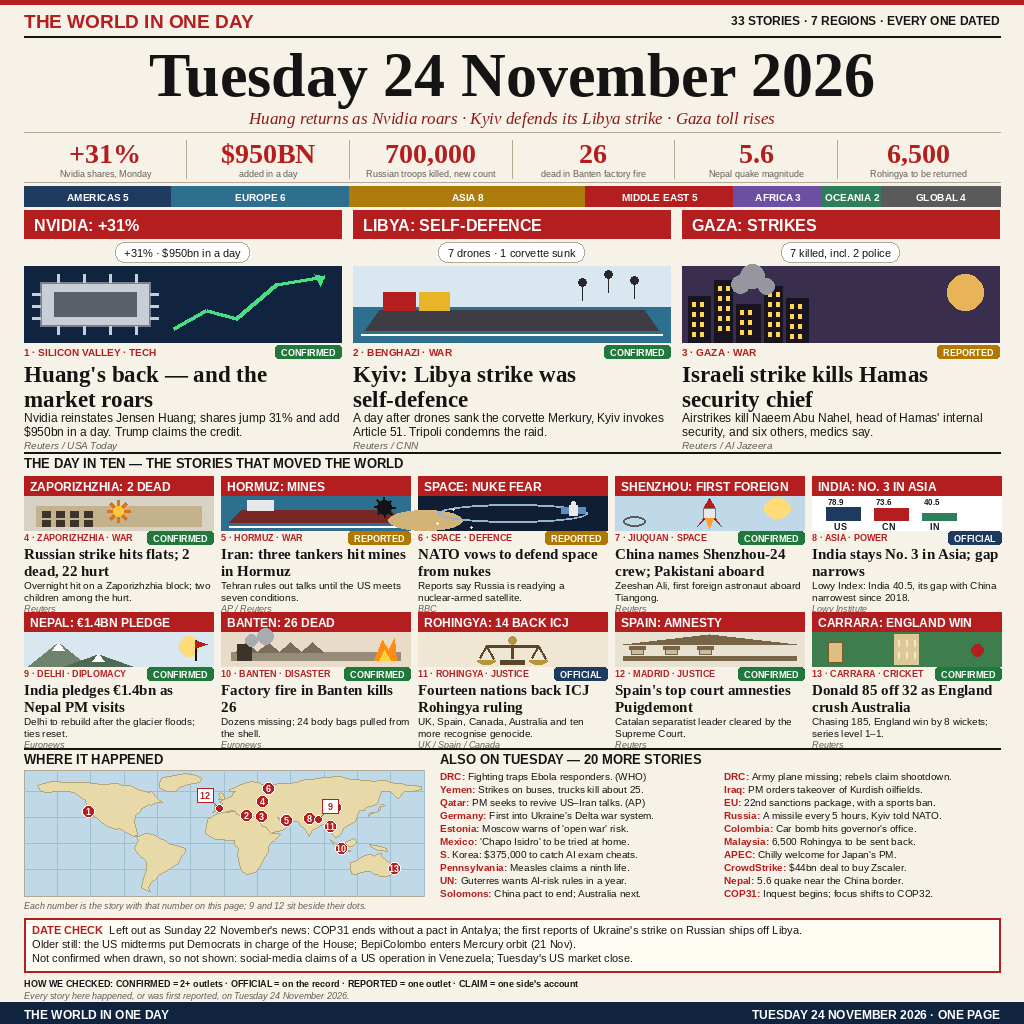 THE WORLD IN ONE DAY
33 STORIES · 7 REGIONS · EVERY ONE DATED
Tuesday 24 November 2026
Huang returns as Nvidia roars · Kyiv defends its Libya strike · Gaza toll rises
+31%
Nvidia shares, Monday
$950BN
added in a day
700,000
Russian troops killed, new count
26
dead in Banten factory fire
5.6
Nepal quake magnitude
6,500
Rohingya to be returned
AMERICAS 5
EUROPE 6
ASIA 8
MIDDLE EAST 5
AFRICA 3
OCEANIA 2
GLOBAL 4
NVIDIA: +31%
+31% · $950bn in a day
1 · SILICON VALLEY · TECH
CONFIRMED
Huang's back — and the
market roars
Nvidia reinstates Jensen Huang; shares jump 31% and add
$950bn in a day. Trump claims the credit.
Reuters / USA Today
LIBYA: SELF-DEFENCE
7 drones · 1 corvette sunk
2 · BENGHAZI · WAR
CONFIRMED
Kyiv: Libya strike was
self-defence
A day after drones sank the corvette Merkury, Kyiv invokes
Article 51. Tripoli condemns the raid.
Reuters / CNN
GAZA: STRIKES
7 killed, incl. 2 police
3 · GAZA · WAR
REPORTED
Israeli strike kills Hamas
security chief
Airstrikes kill Naeem Abu Nahel, head of Hamas' internal
security, and six others, medics say.
Reuters / Al Jazeera
THE DAY IN TEN — THE STORIES THAT MOVED THE WORLD
ZAPORIZHZHIA: 2 DEAD
4 · ZAPORIZHZHIA · WAR
CONFIRMED
Russian strike hits flats; 2
dead, 22 hurt
Overnight hit on a Zaporizhzhia block; two
children among the hurt.
Reuters
HORMUZ: MINES
5 · HORMUZ · WAR
REPORTED
Iran: three tankers hit mines
in Hormuz
Tehran rules out talks until the US meets
seven conditions.
AP / Reuters
SPACE: NUKE FEAR
6 · SPACE · DEFENCE
REPORTED
NATO vows to defend space
from nukes
Reports say Russia is readying a
nuclear-armed satellite.
BBC
SHENZHOU: FIRST FOREIGN
7 · JIUQUAN · SPACE
CONFIRMED
China names Shenzhou-24
crew; Pakistani aboard
Zeeshan Ali, first foreign astronaut aboard
Tiangong.
Reuters
INDIA: NO. 3 IN ASIA
78.9
73.6
40.5
US
CN
IN
8 · ASIA · POWER
OFFICIAL
India stays No. 3 in Asia; gap
narrows
Lowy Index: India 40.5, its gap with China
narrowest since 2018.
Lowy Institute
NEPAL: €1.4BN PLEDGE
9 · DELHI · DIPLOMACY
CONFIRMED
India pledges €1.4bn as
Nepal PM visits
Delhi to rebuild after the glacier floods;
ties reset.
Euronews
BANTEN: 26 DEAD
10 · BANTEN · DISASTER
CONFIRMED
Factory fire in Banten kills
26
Dozens missing; 24 body bags pulled from
the shell.
Euronews
ROHINGYA: 14 BACK ICJ
11 · ROHINGYA · JUSTICE
OFFICIAL
Fourteen nations back ICJ
Rohingya ruling
UK, Spain, Canada, Austria and ten
more recognise genocide.
UK / Spain / Canada
SPAIN: AMNESTY
12 · MADRID · JUSTICE
CONFIRMED
Spain's top court amnesties
Puigdemont
Catalan separatist leader cleared by the
Supreme Court.
Reuters
CARRARA: ENGLAND WIN
13 · CARRARA · CRICKET
CONFIRMED
Donald 85 off 32 as England
crush Australia
Chasing 185, England win by 8 wickets;
series level 1–1.
Reuters
WHERE IT HAPPENED
1
12
6
4
2
3
5
8
9
11
10
13
Each number is the story with that number on this page; 9 and 12 sit beside their dots.
ALSO ON TUESDAY — 20 MORE STORIES
DRC: Fighting traps Ebola responders. (WHO)
Yemen: Strikes on buses, trucks kill about 25.
Qatar: PM seeks to revive US–Iran talks. (AP)
Germany: First into Ukraine's Delta war system.
Estonia: Moscow warns of 'open war' risk.
Mexico: 'Chapo Isidro' to be tried at home.
S. Korea: $375,000 to catch AI exam cheats.
Pennsylvania: Measles claims a ninth life.
UN: Guterres wants AI-risk rules in a year.
Solomons: China pact to end; Australia next.
DRC: Army plane missing; rebels claim shootdown.
Iraq: PM orders takeover of Kurdish oilfields.
EU: 22nd sanctions package, with a sports ban.
Russia: A missile every 5 hours, Kyiv told NATO.
Colombia: Car bomb hits governor's office.
Malaysia: 6,500 Rohingya to be sent back.
APEC: Chilly welcome for Japan's PM.
CrowdStrike: $44bn deal to buy Zscaler.
Nepal: 5.6 quake near the China border.
COP31: Inquest begins; focus shifts to COP32.
DATE CHECK Left out as Sunday 22 November's news: COP31 ends without a pact in Antalya; the first reports of Ukraine's strike on Russian ships off Libya.
Older still: the US midterms put Democrats in charge of the House; BepiColombo enters Mercury orbit (21 Nov).
Not confirmed when drawn, so not shown: social-media claims of a US operation in Venezuela; Tuesday's US market close.
HOW WE CHECKED: CONFIRMED = 2+ outlets · OFFICIAL = on the record · REPORTED = one outlet · CLAIM = one side's account
Every story here happened, or was first reported, on Tuesday 24 November 2026.
THE WORLD IN ONE DAY
TUESDAY 24 NOVEMBER 2026 · ONE PAGE